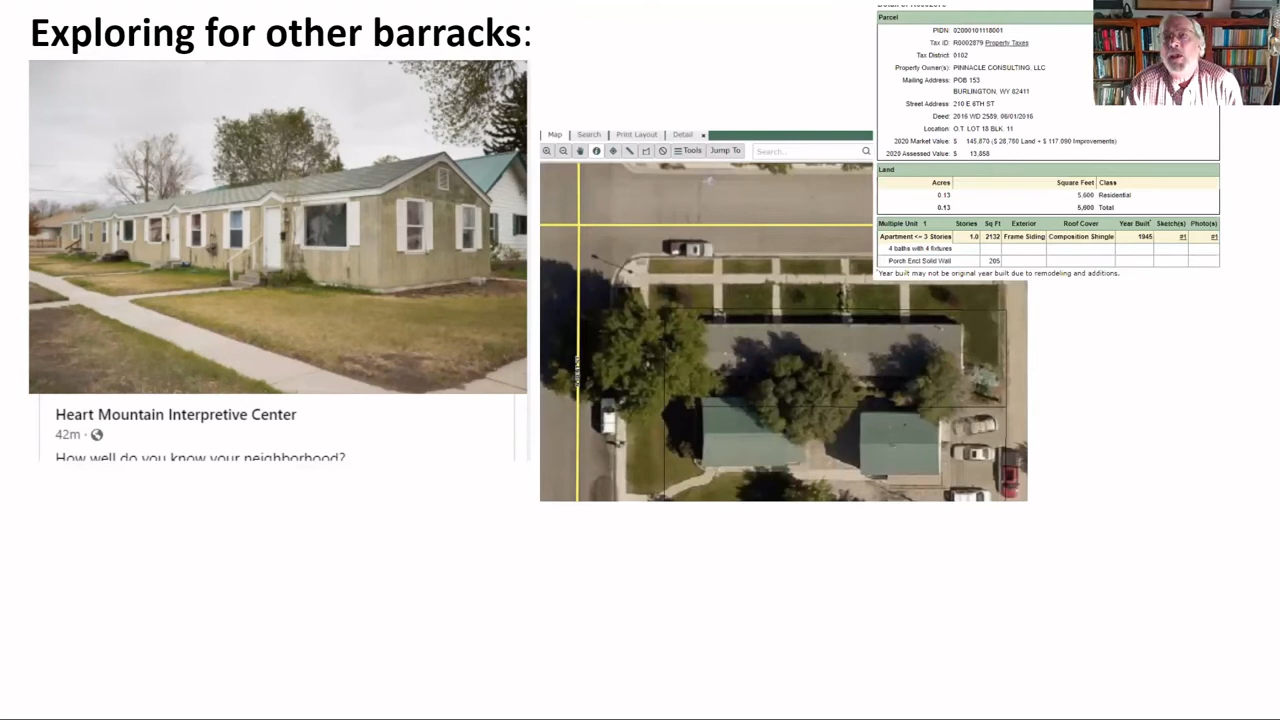 Exploring for other barracks:
Heart Mountain Interpretive Center
42m ·
How well do you know your neighborhood?
Map Search Print Layout Detail x
Tools Jump To Search...
Parcel
PIDN: 02000101118001
Tax ID: R0002879 Property Taxes
Tax District: 0102
Property Owner(s): PINNACLE CONSULTING, LLC
Mailing Address: POB 153
BURLINGTON, WY 82411
Street Address: 210 E 6TH ST
Deed: 2016 WD 2589, 06/01/2016
Location: O.T. LOT 18 BLK. 11
2020 Market Value: $ 145,870 ($ 28,780 Land + $ 117,090 Improvements)
2020 Assessed Value: $ 13,858
Land
Acres Square Feet Class
0.13 5,600 Residential
0.13 5,600 Total
Multiple Unit 1 Stories Sq Ft Exterior Roof Cover Year Built* Sketch(s) Photo(s)
Apartment <= 3 Stories 1.0 2132 Frame Siding Composition Shingle 1945 #1 #1
4 baths with 4 fixtures
Porch Encl Solid Wall 205
*Year built may not be original year built due to remodeling and additions.